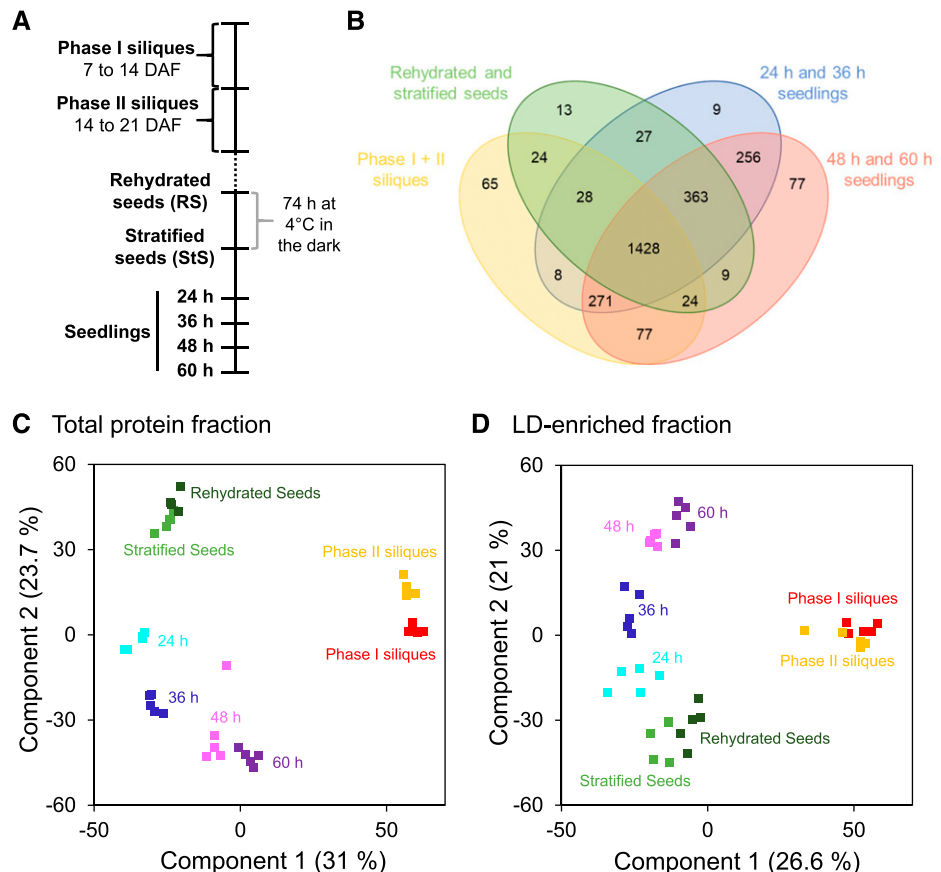 A
Phase I siliques
7 to 14 DAF
Phase II siliques
14 to 21 DAF
Rehydrated
seeds (RS)
Stratified
seeds (StS)
74 h at
4°C in
the dark
Seedlings
24 h
36 h
48 h
60 h
B
Rehydrated and
stratified seeds
24 h and 36 h
seedlings
Phase I + II
siliques
48 h and 60 h
seedlings
13
9
27
24
256
65
28
363
77
1428
8
9
271
24
77
C Total protein fraction
60
30
0
-30
-60
-50
0
50
Component 2 (23.7 %)
Component 1 (31 %)
Rehydrated Seeds
Stratified Seeds
Phase II siliques
Phase I siliques
24 h
36 h
48 h
60 h
D LD-enriched fraction
60
30
0
-30
-60
-50
0
50
Component 2 (21 %)
Component 1 (26.6 %)
60 h
48 h
36 h
Phase I siliques
Phase II siliques
24 h
Rehydrated Seeds
Stratified Seeds